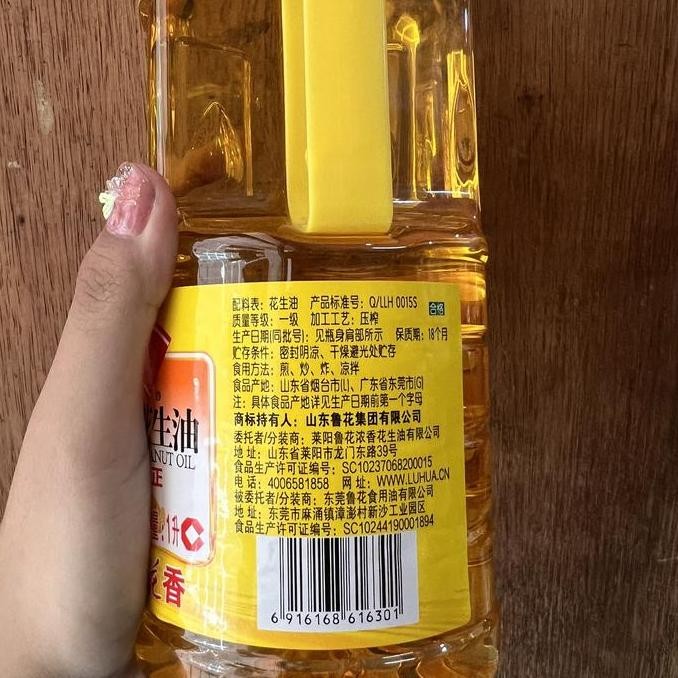 配料表：花生油 产品标准号：Q/LLH 0015S
合格
质量等级：一级 加工工艺：压榨
生产日期(同批号)：见瓶身肩部所示 保质期：18个月
贮存条件：密封阴凉、干燥避光处贮存
食用方法：煎、炒、炸、凉拌
食品产地：山东省烟台市(L)、广东省东莞市(G)
注：具体食品产地详见生产日期前第一个字母
商标持有人：山东鲁花集团有限公司
委托者/分装商：莱阳鲁花浓香花生油有限公司
地址：山东省莱阳市龙门东路39号
食品生产许可证编号：SC10237068200015
电话：4006581858 网址：WWW.LUHUA.CN
被委托者/分装商：东莞鲁花食用油有限公司
地址：东莞市麻涌镇漳澎村新沙工业园区
食品生产许可证编号：SC10244190001894
6 916168 616301
生油
NUT OIL
正
量:1升
香